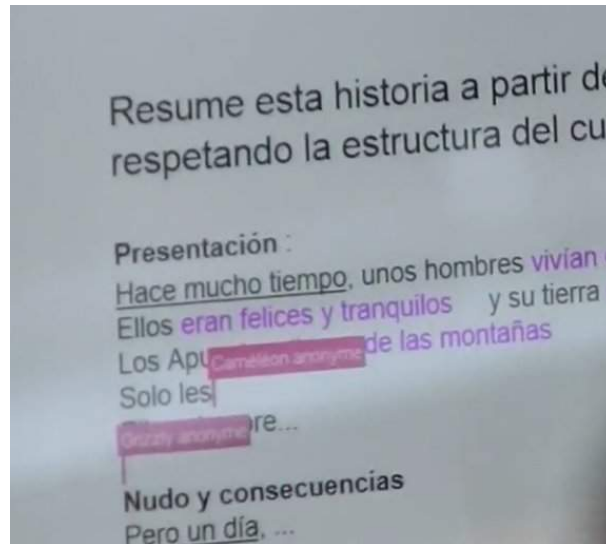 Resume esta historia a partir de
respetando la estructura del cu
Presentación :
Hace mucho tiempo, unos hombres vivían
Ellos eran felices y tranquilos y su tierra
Los Apu Caméléon anonyme de las montañas
Solo les
Grizzly anonyme re...
Nudo y consecuencias
Pero un día, ...